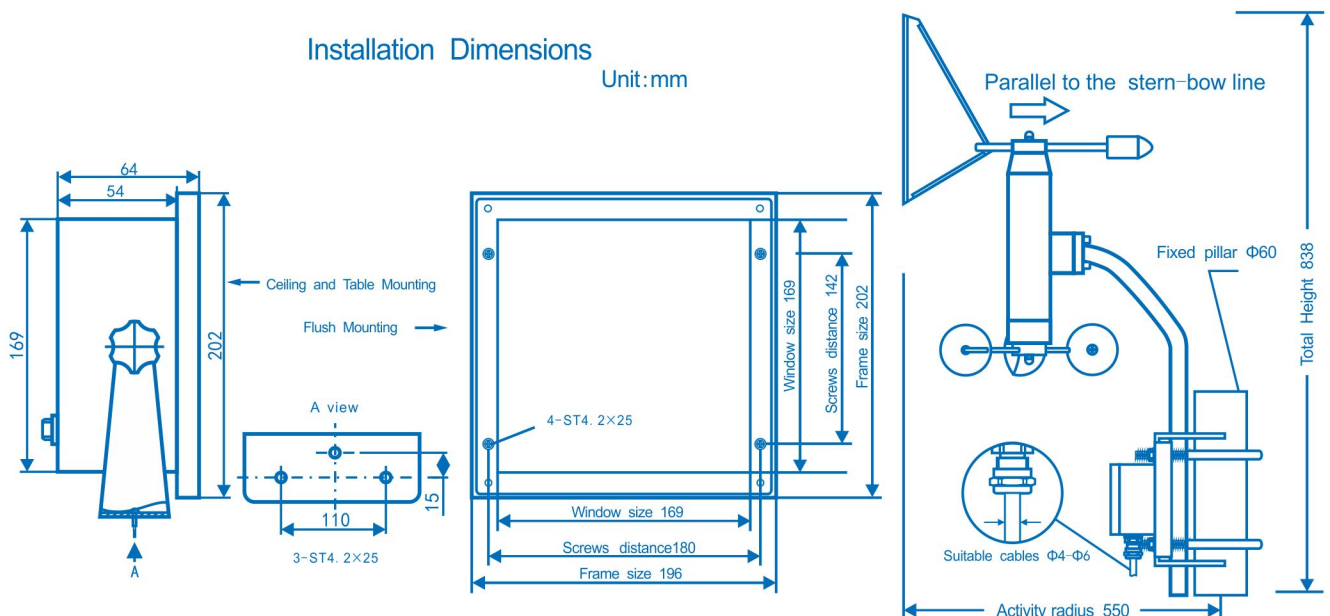 Installation Dimensions
Unit:mm
64
54
169
202
Ceiling and Table Mounting
Flush Mounting
A
A view
110
15
3-ST4. 2×25
4-ST4. 2×25
Window size 169
Screws distance 142
Frame size 202
Window size 169
Screws distance180
Frame size 196
Parallel to the stern-bow line
Fixed pillar Φ60
Total Height 838
Suitable cables Φ4-Φ6
Activity radius 550